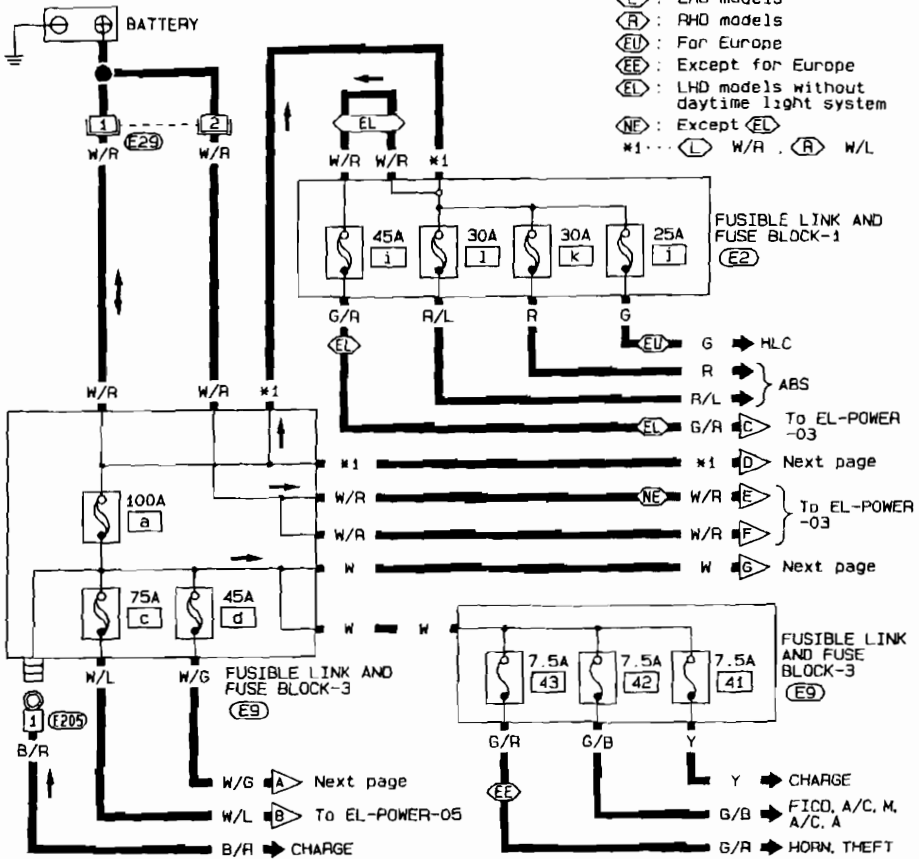 BATTERY
L : LHD models
R : RHD models
EU : For Europe
EE : Except for Europe
EL : LHD models without
daytime light system
NE : Except EL
*1··· L W/R , R W/L
1 2
E29
W/R W/R
EL
W/R W/R *1
45A 30A 30A 25A
i l k j
FUSIBLE LINK AND
FUSE BLOCK-1
E2
G/R R/L R G
EL
EU G HLC
R
R/L
ABS
EL G/R C To EL-POWER
-03
W/R W/R *1
*1 *1 D Next page
W/R NE W/R E
W/R W/R F
To EL-POWER
-03
W W G Next page
100A
a
75A 45A
c d
W W
7.5A 7.5A 7.5A
43 42 41
FUSIBLE LINK
AND FUSE
BLOCK-3
E9
W/L W/G
FUSIBLE LINK AND
FUSE BLOCK-3
E9
1 E205
B/R
G/R G/B Y
EE
W/G A Next page
W/L B To EL-POWER-05
B/R CHARGE
Y CHARGE
G/B FICD, A/C, M,
A/C, A
G/R HORN, THEFT